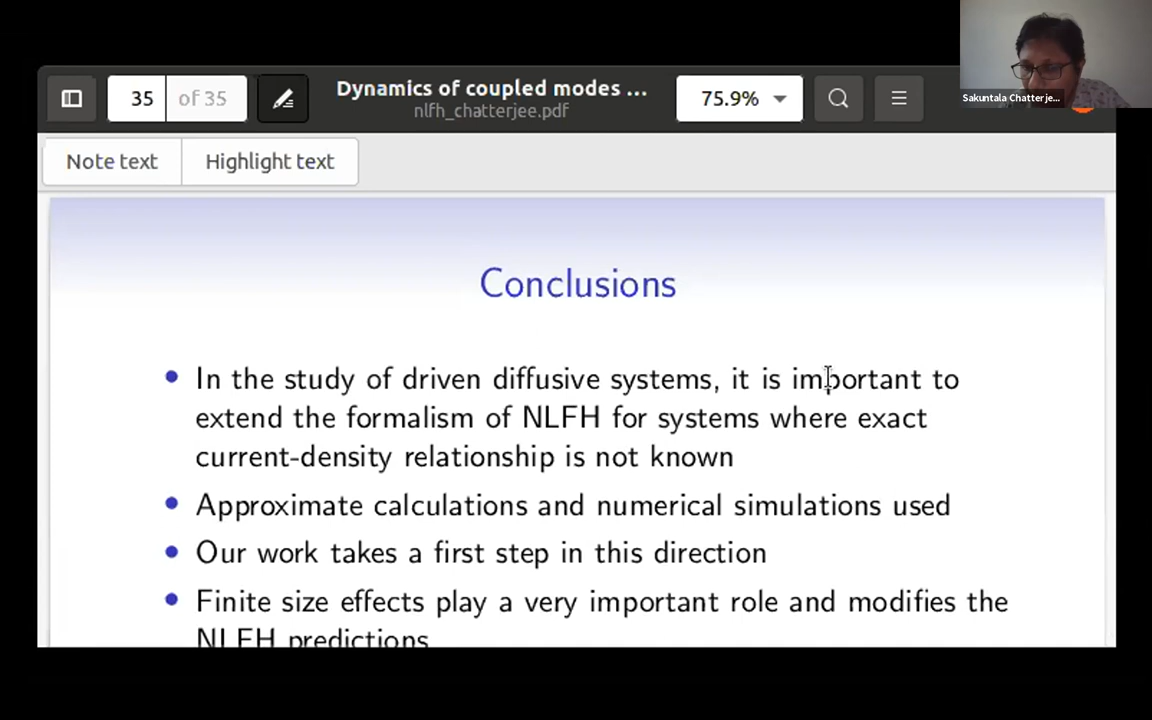 35 of 35
Dynamics of coupled modes ...
nlfh_chatterjee.pdf
75.9%
Sakuntala Chatterje...
Note text
Highlight text
Conclusions
In the study of driven diffusive systems, it is important to
extend the formalism of NLFH for systems where exact
current-density relationship is not known
Approximate calculations and numerical simulations used
Our work takes a first step in this direction
Finite size effects play a very important role and modifies the
NLFH predictions